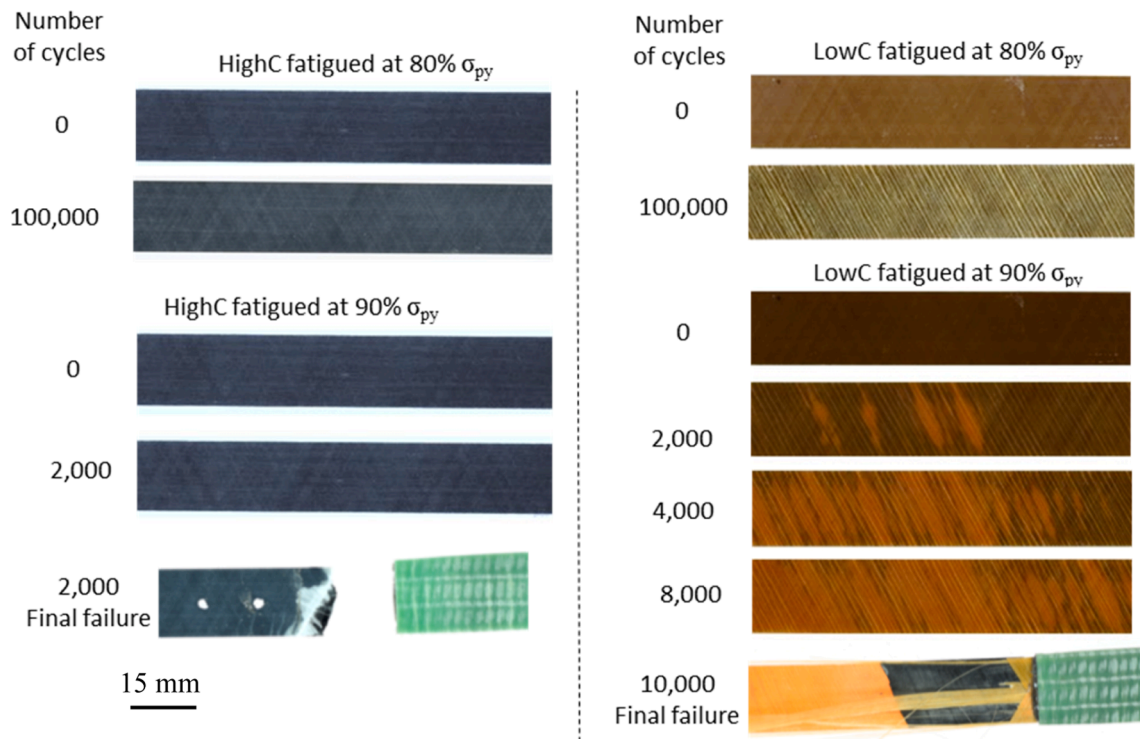 Number
of cycles
HighC fatigued at 80% σpy
0
100,000
HighC fatigued at 90% σpy
0
2,000
2,000
Final failure
15 mm
Number
of cycles
LowC fatigued at 80% σpy
0
100,000
LowC fatigued at 90% σpy
0
2,000
4,000
8,000
10,000
Final failure